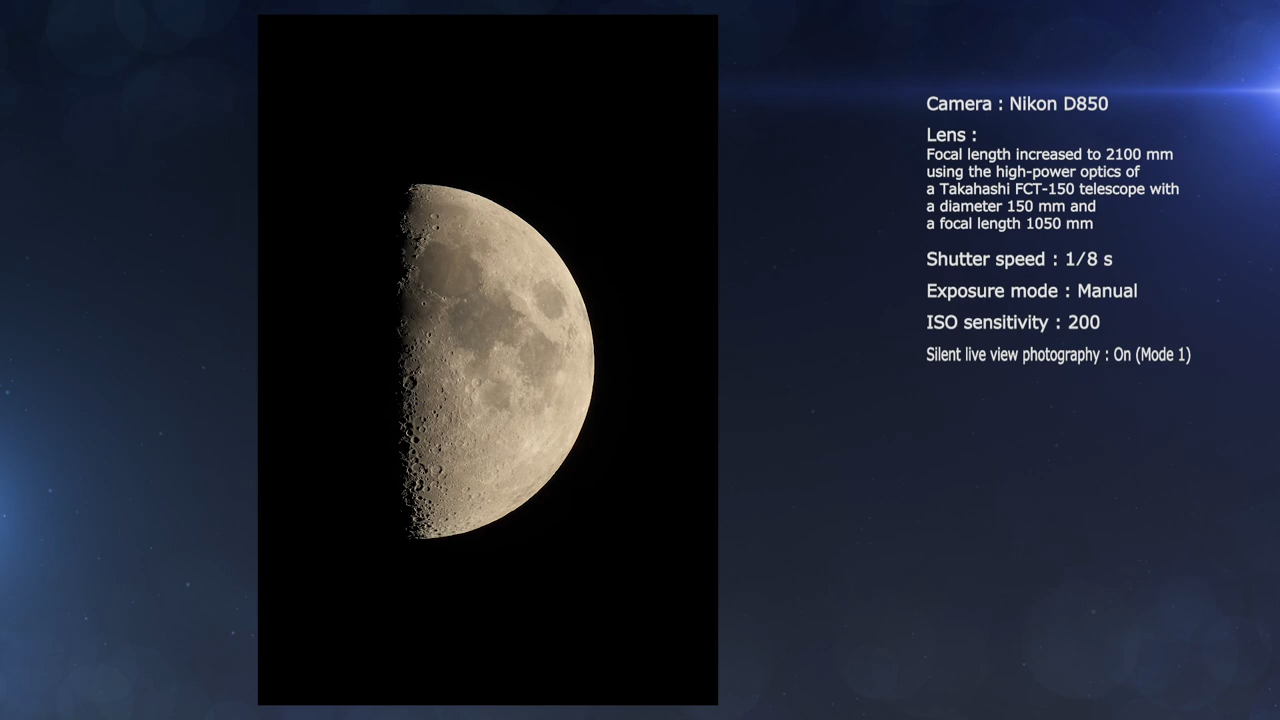 Camera : Nikon D850
Lens :
Focal length increased to 2100 mm
using the high-power optics of
a Takahashi FCT-150 telescope with
a diameter 150 mm and
a focal length 1050 mm
Shutter speed : 1/8 s
Exposure mode : Manual
ISO sensitivity : 200
Silent live view photography : On (Mode 1)